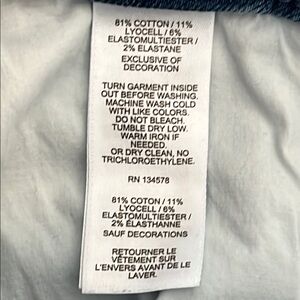 81% COTTON / 11%
LYOCELL / 6%
ELASTOMULTIESTER /
2% ELASTANE
EXCLUSIVE OF
DECORATION
TURN GARMENT INSIDE
OUT BEFORE WASHING.
MACHINE WASH COLD
WITH LIKE COLORS.
DO NOT BLEACH.
TUMBLE DRY LOW.
WARM IRON IF
NEEDED.
OR DRY CLEAN, NO
TRICHLOROETHYLENE.
RN 134578
81% COTON / 11%
LYOCELL / 6%
ELASTOMULTIESTER /
2% ÉLASTHANNE
SAUF DECORATIONS
RETOURNER LE
VÊTEMENT SUR
L'ENVERS AVANT DE LE
LAVER.